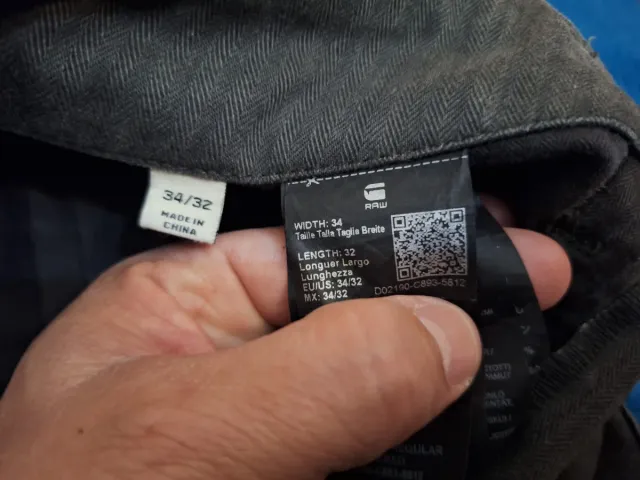 34/32
MADE IN
CHINA
RAW
WIDTH: 34
Taille Talla Taglia Breite
LENGTH: 32
Longuer Largo
Lunghezza
EU/US: 34/32
MX: 34/32
D02190-C893-5812